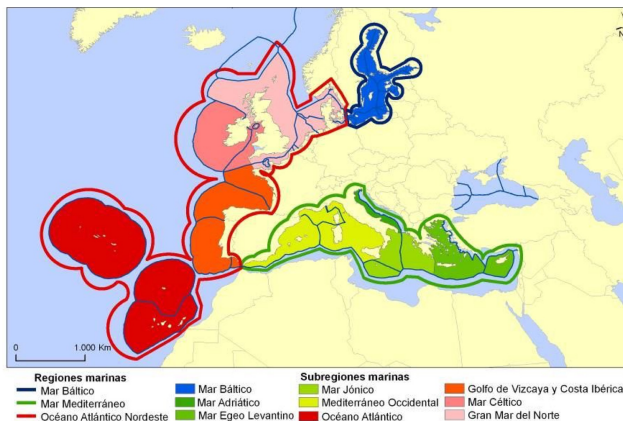 N
0
1.000 Km
Regiones marinas
Mar Báltico
Mar Mediterráneo
Océano Atlántico Nordeste
Subregiones marinas
Mar Báltico
Mar Adriático
Mar Egeo Levantino
Mar Jónico
Mediterráneo Occidental
Océano Atlántico
Golfo de Vizcaya y Costa Ibérica
Mar Céltico
Gran Mar del Norte